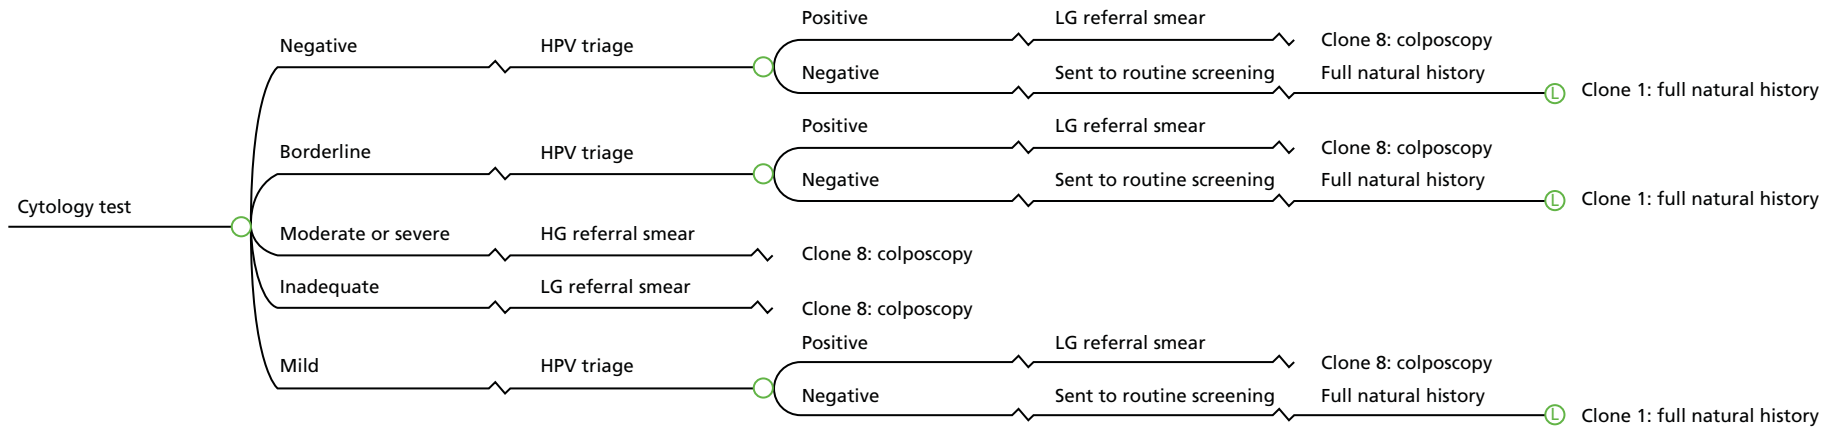 Cytology test
Negative
HPV triage
Positive
LG referral smear
Clone 8: colposcopy
Negative
Sent to routine screening
Full natural history
L
Clone 1: full natural history
Borderline
HPV triage
Positive
LG referral smear
Clone 8: colposcopy
Negative
Sent to routine screening
Full natural history
L
Clone 1: full natural history
Moderate or severe
HG referral smear
Clone 8: colposcopy
Inadequate
LG referral smear
Clone 8: colposcopy
Mild
HPV triage
Positive
LG referral smear
Clone 8: colposcopy
Negative
Sent to routine screening
Full natural history
L
Clone 1: full natural history